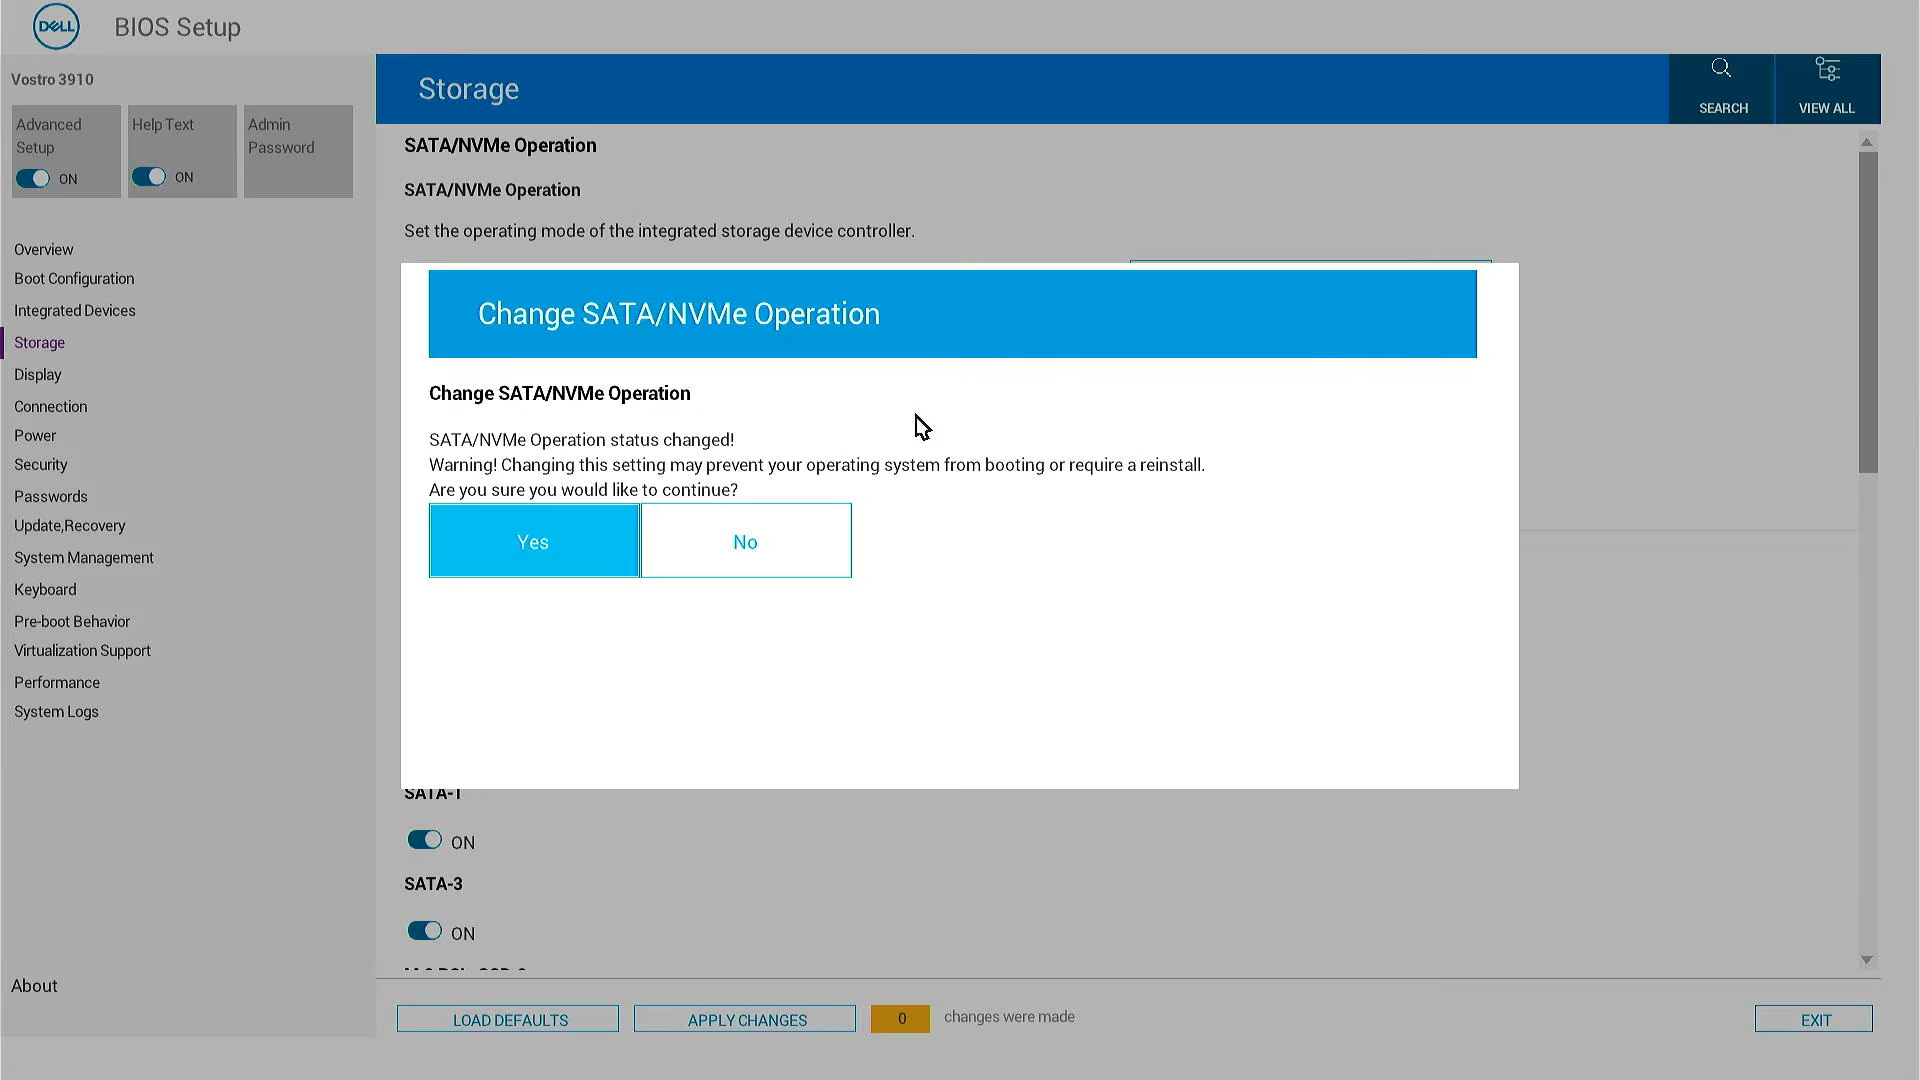 DELL
BIOS Setup
Vostro 3910
Advanced
Setup
ON
Help Text
ON
Admin
Password
Overview
Boot Configuration
Integrated Devices
Storage
Display
Connection
Power
Security
Passwords
Update,Recovery
System Management
Keyboard
Pre-boot Behavior
Virtualization Support
Performance
System Logs
About
Storage
SEARCH
VIEW ALL
SATA/NVMe Operation
SATA/NVMe Operation
Set the operating mode of the integrated storage device controller.
Change SATA/NVMe Operation
Change SATA/NVMe Operation
SATA/NVMe Operation status changed!
Warning! Changing this setting may prevent your operating system from booting or require a reinstall.
Are you sure you would like to continue?
Yes
No
SATA-1
ON
SATA-3
ON
LOAD DEFAULTS
APPLY CHANGES
0
changes were made
EXIT